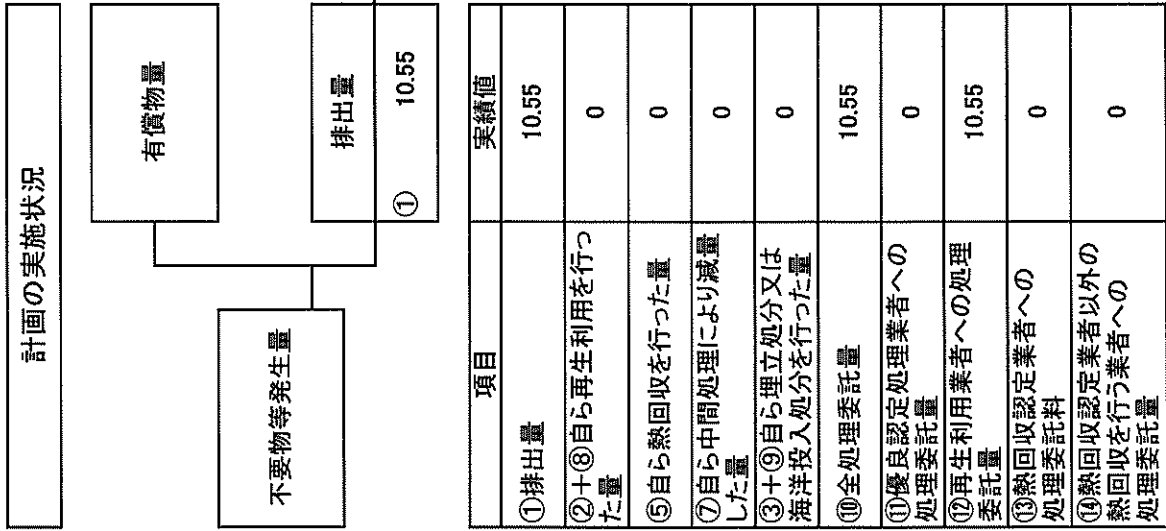 計画の実施状況
有償物量
不要物等発生量
排出量
① 10.55
項目 実績値
①排出量 10.55
②+⑧自ら再生利用を行っ
た量 0
⑤自ら熱回収を行った量 0
⑦自ら中間処理により減量
した量 0
③+⑨自ら埋立処分又は
海洋投入処分を行った量 0
⑩全処理委託量 10.55
⑪優良認定処理業者への
処理委託量 0
⑫再生利用業者への処理
委託量 10.55
⑬熱回収認定業者への
処理委託料 0
⑭熱回収認定業者以外の
熱回収を行う業者への
処理委託量 0